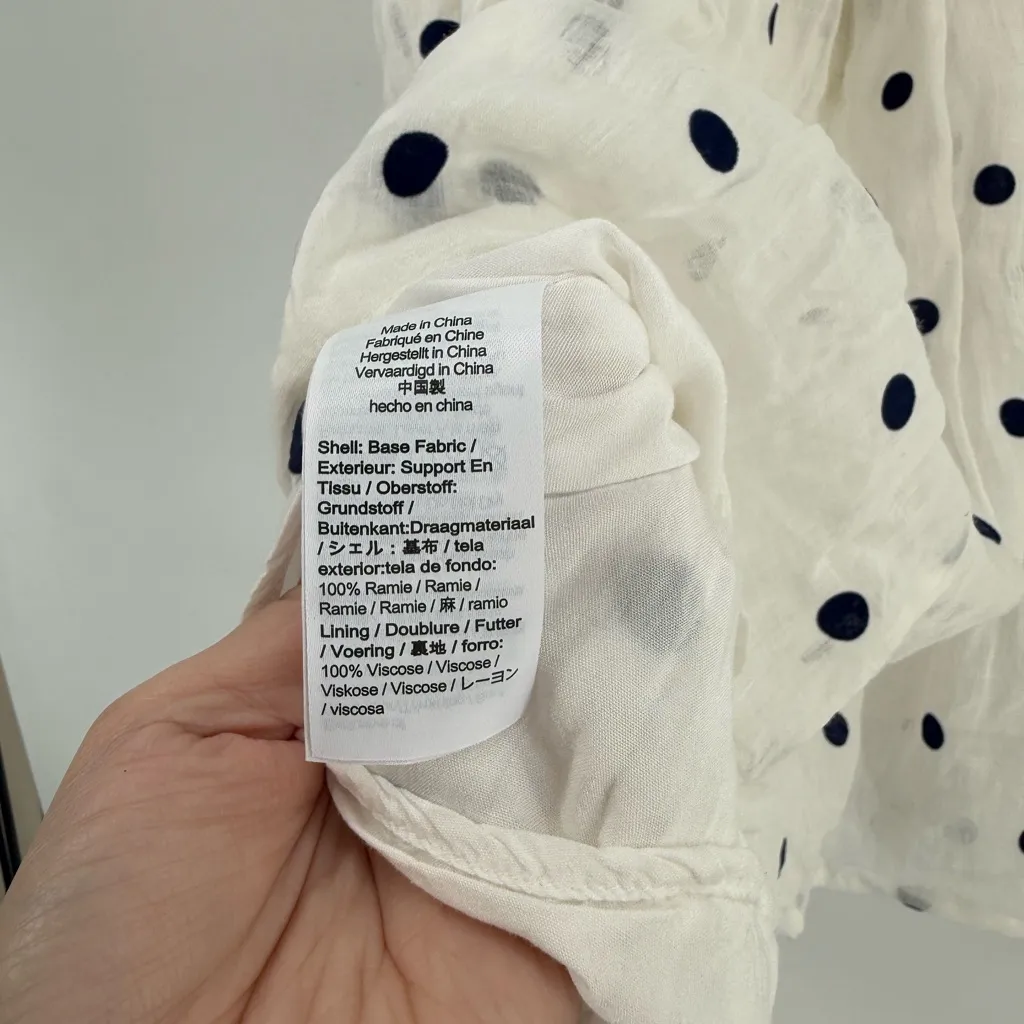 Made in China
Fabriqué en Chine
Hergestellt in China
Vervaardigd in China
中国製
hecho en china
Shell: Base Fabric /
Exterieur: Support En
Tissu / Oberstoff:
Grundstoff /
Buitenkant:Draagmateriaal
/ シェル : 基布 / tela
exterior:tela de fondo:
100% Ramie / Ramie /
Ramie / Ramie / 麻 / ramio
Lining / Doublure / Futter
/ Voering / 裏地 / forro:
100% Viscose / Viscose /
Viskose / Viscose / レーヨン
/ viscosa